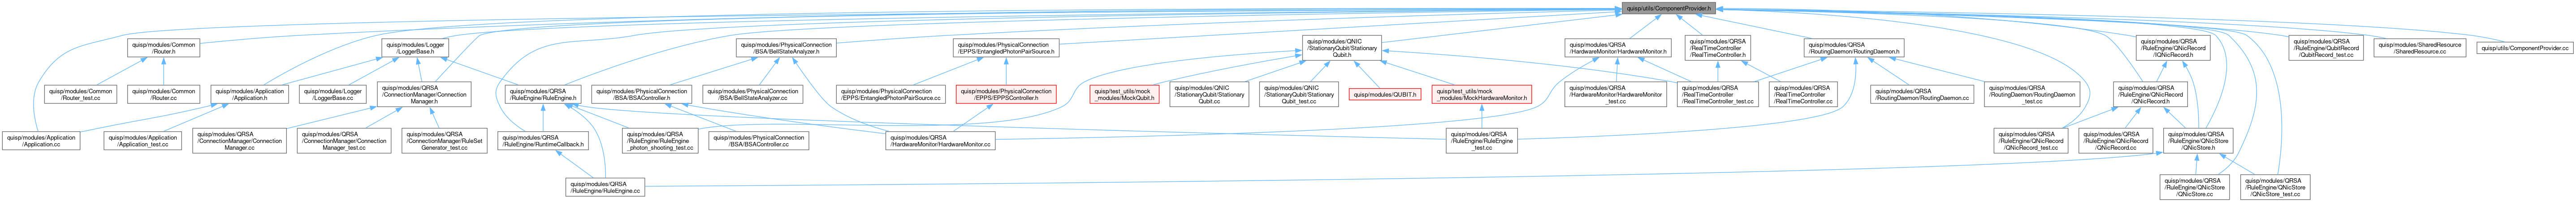 quisp/utils/ComponentProvider.h
quisp/modules/Common
/Router.h
quisp/modules/Logger
/LoggerBase.h
quisp/modules/PhysicalConnection
/BSA/BellStateAnalyzer.h
quisp/modules/PhysicalConnection
/EPPS/EntangledPhotonPairSource.h
quisp/modules/QNIC
/StationaryQubit/Stationary
Qubit.h
quisp/modules/QRSA
/HardwareMonitor/HardwareMonitor.h
quisp/modules/QRSA
/RealTimeController
/RealTimeController.h
quisp/modules/QRSA
/RoutingDaemon/RoutingDaemon.h
quisp/modules/QRSA
/RuleEngine/QNicRecord
/IQNicRecord.h
quisp/modules/QRSA
/RuleEngine/QubitRecord
/QubitRecord_test.cc
quisp/modules/SharedResource
/SharedResource.cc
quisp/utils/ComponentProvider.cc
quisp/modules/Common
/Router_test.cc
quisp/modules/Common
/Router.cc
quisp/modules/Application
/Application.h
quisp/modules/Logger
/LoggerBase.cc
quisp/modules/QRSA
/ConnectionManager/Connection
Manager.h
quisp/modules/QRSA
/RuleEngine/RuleEngine.h
quisp/modules/PhysicalConnection
/BSA/BSAController.h
quisp/modules/PhysicalConnection
/BSA/BellStateAnalyzer.cc
quisp/modules/PhysicalConnection
/EPPS/EntangledPhotonPairSource.cc
quisp/modules/PhysicalConnection
/EPPS/EPPSController.h
quisp/test_utils/mock
_modules/MockQubit.h
quisp/modules/QNIC
/StationaryQubit/Stationary
Qubit.cc
quisp/modules/QNIC
/StationaryQubit/Stationary
Qubit_test.cc
quisp/modules/QUBIT.h
quisp/test_utils/mock
_modules/MockHardwareMonitor.h
quisp/modules/QRSA
/HardwareMonitor/HardwareMonitor
_test.cc
quisp/modules/QRSA
/RealTimeController
/RealTimeController_test.cc
quisp/modules/QRSA
/RealTimeController
/RealTimeController.cc
quisp/modules/QRSA
/RoutingDaemon/RoutingDaemon.cc
quisp/modules/QRSA
/RoutingDaemon/RoutingDaemon
_test.cc
quisp/modules/QRSA
/RuleEngine/QNicRecord
/QNicRecord.h
quisp/modules/Application
/Application.cc
quisp/modules/Application
/Application_test.cc
quisp/modules/QRSA
/ConnectionManager/Connection
Manager.cc
quisp/modules/QRSA
/ConnectionManager/Connection
Manager_test.cc
quisp/modules/QRSA
/ConnectionManager/RuleSet
Generator_test.cc
quisp/modules/QRSA
/RuleEngine/RuntimeCallback.h
quisp/modules/QRSA
/RuleEngine/RuleEngine
_photon_shooting_test.cc
quisp/modules/PhysicalConnection
/BSA/BSAController.cc
quisp/modules/QRSA
/HardwareMonitor/HardwareMonitor.cc
quisp/modules/QRSA
/RuleEngine/RuleEngine
_test.cc
quisp/modules/QRSA
/RuleEngine/QNicRecord
/QNicRecord_test.cc
quisp/modules/QRSA
/RuleEngine/QNicRecord
/QNicRecord.cc
quisp/modules/QRSA
/RuleEngine/QNicStore
/QNicStore.h
quisp/modules/QRSA
/RuleEngine/RuleEngine.cc
quisp/modules/QRSA
/RuleEngine/QNicStore
/QNicStore.cc
quisp/modules/QRSA
/RuleEngine/QNicStore
/QNicStore_test.cc